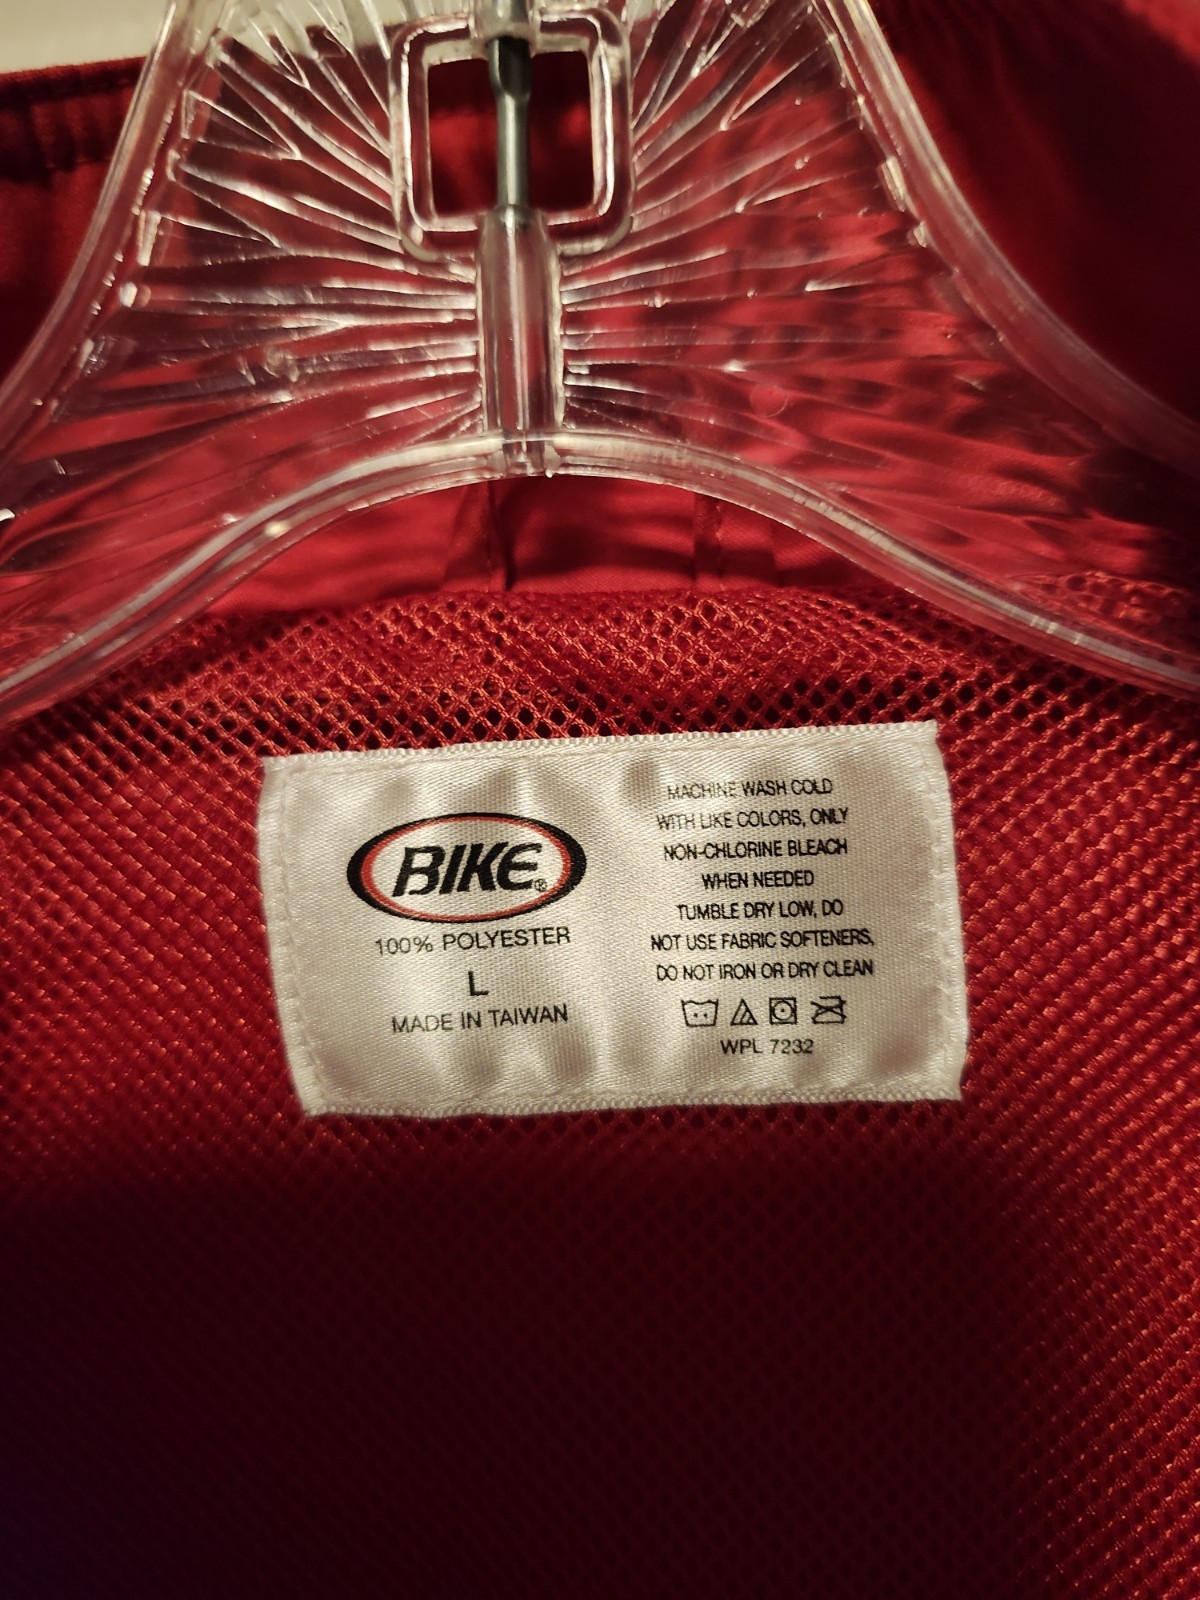 BIKE®
100% POLYESTER
L
MADE IN TAIWAN
MACHINE WASH COLD
WITH LIKE COLORS, ONLY
NON-CHLORINE BLEACH
WHEN NEEDED
TUMBLE DRY LOW, DO
NOT USE FABRIC SOFTENERS,
DO NOT IRON OR DRY CLEAN
WPL 7232